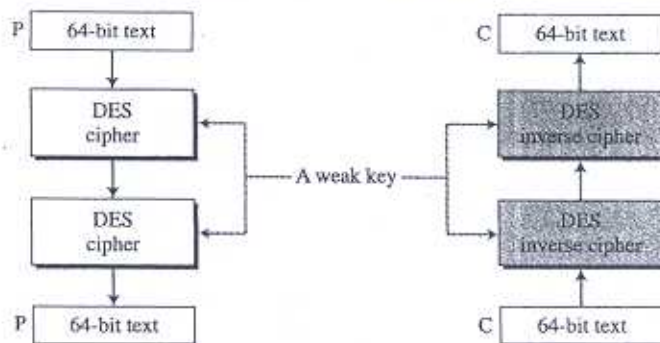 P 64-bit text
DES
cipher
DES
cipher
P 64-bit text
A weak key
C 64-bit text
DES
inverse cipher
DES
inverse cipher
C 64-bit text